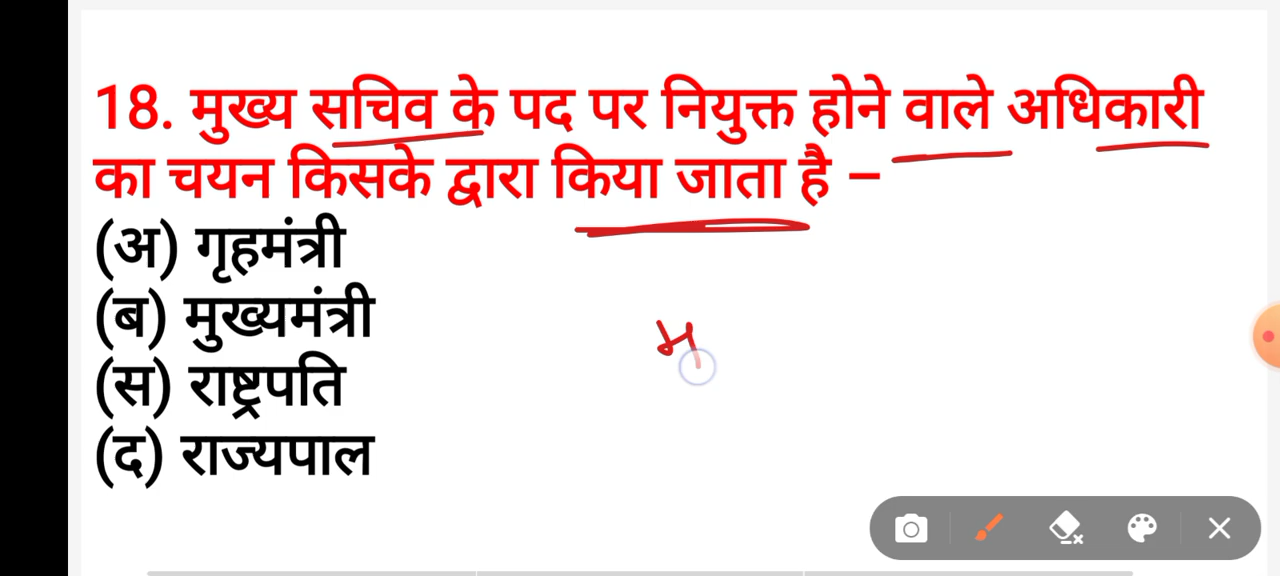 18. मुख्य सचिव के पद पर नियुक्त होने वाले अधिकारी
का चयन किसके द्वारा किया जाता है –
(अ) गृहमंत्री
(ब) मुख्यमंत्री
(स) राष्ट्रपति
(द) राज्यपाल